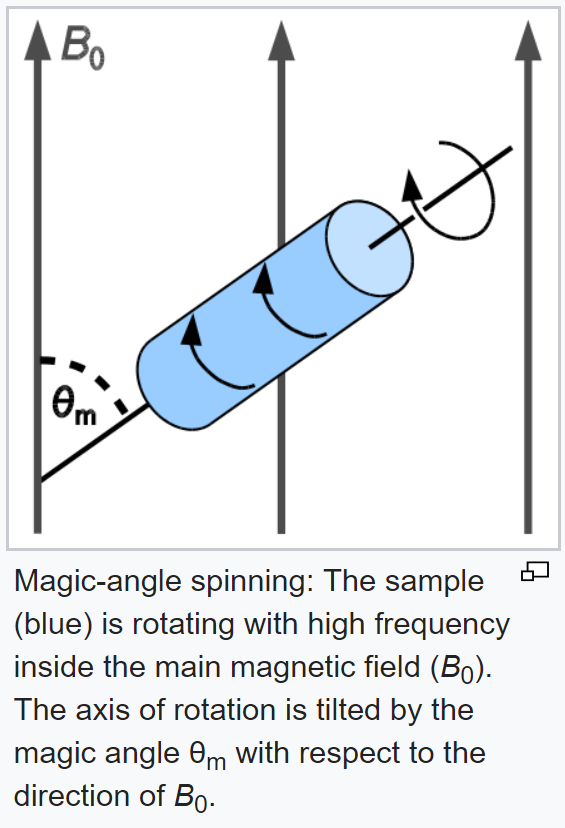 B₀
θₘ
Magic-angle spinning: The sample
(blue) is rotating with high frequency
inside the main magnetic field (B₀).
The axis of rotation is tilted by the
magic angle θₘ with respect to the
direction of B₀.